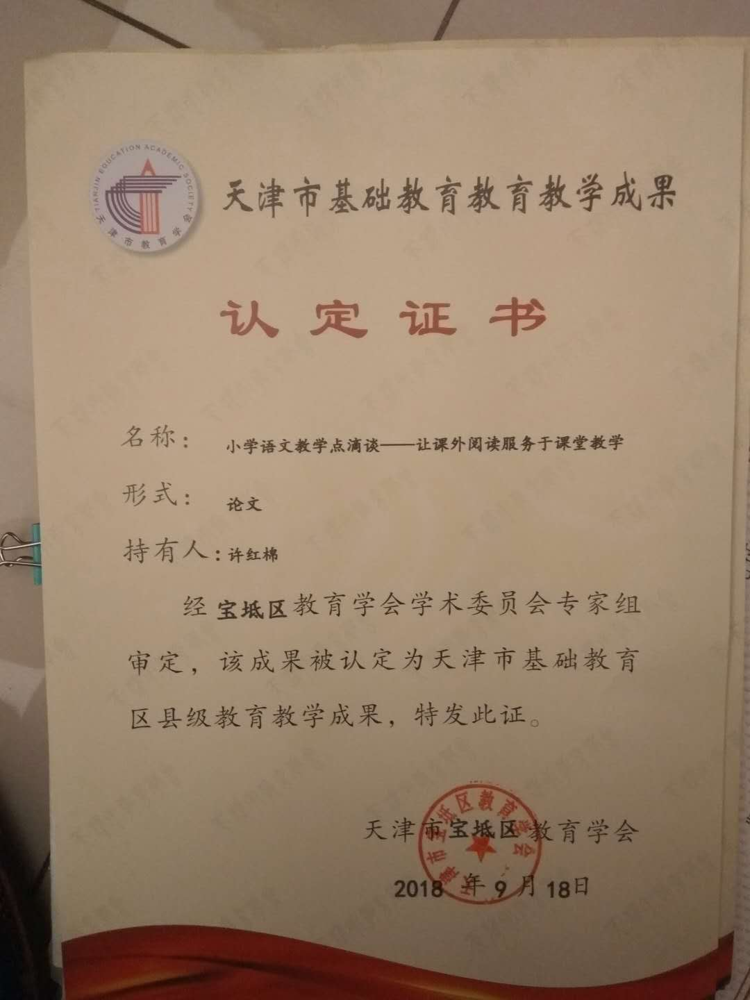 TIANJIN EDUCATION ACADEMIC SOCIETY
天津市教育学会
天津市基础教育教育教学成果
认定证书
名称： 小学语文教学点滴谈——让课外阅读服务于课堂教学
形式： 论文
持有人：许红棉
经宝坻区教育学会学术委员会专家组
审定，该成果被认定为天津市基础教育
区县级教育教学成果，特发此证。
天津市宝坻区教育学会
天津市宝坻区教育学会
2018 年 9 月 18日